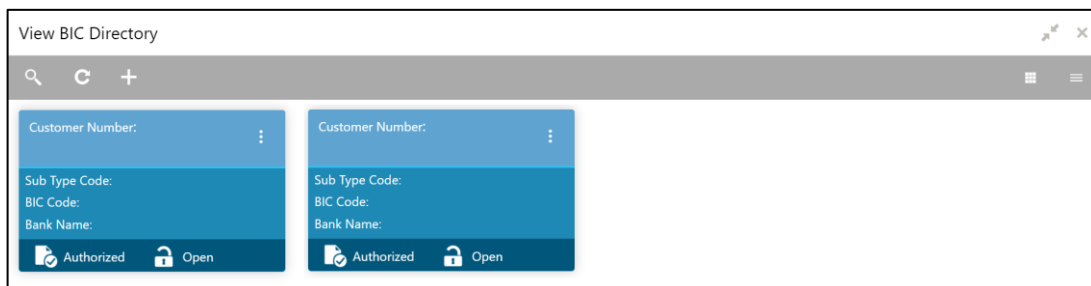 View BIC Directory
Customer Number:
Sub Type Code:
BIC Code:
Bank Name:
Authorized Open
Customer Number:
Sub Type Code:
BIC Code:
Bank Name:
Authorized Open